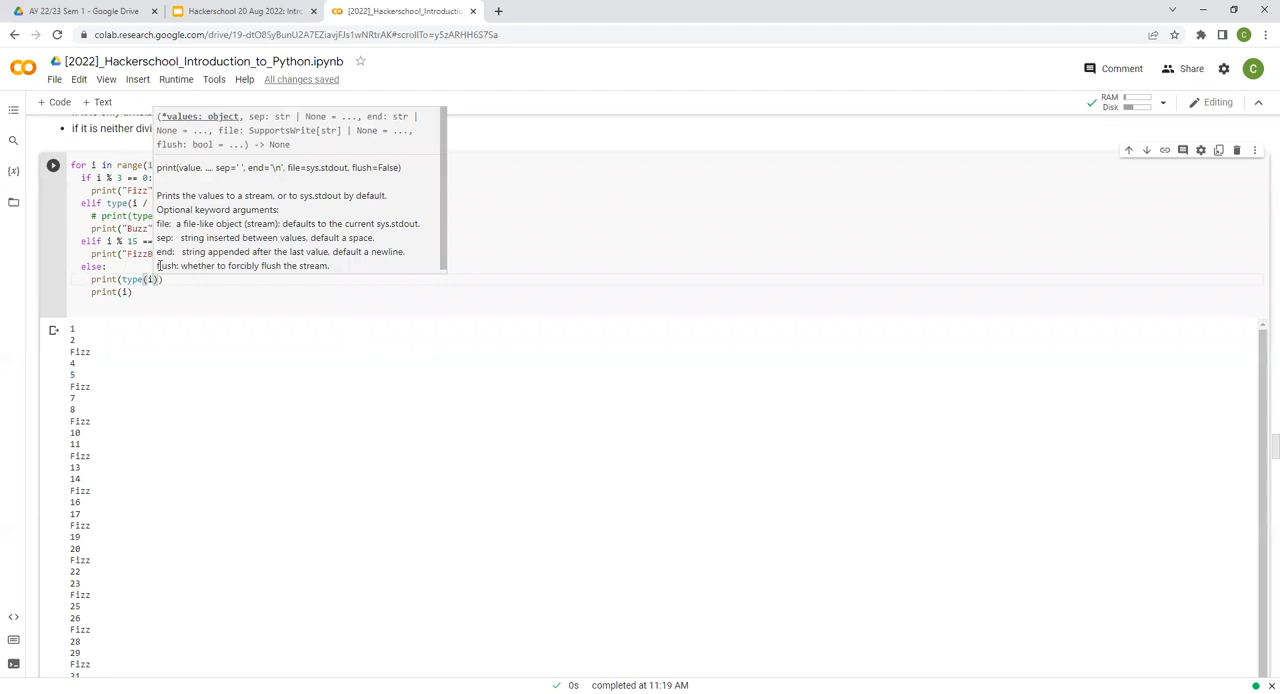 AY 22/23 Sem 1 - Google Drive
Hackerschool 20 Aug 2022: Intro
[2022]_Hackerschool_Introductio
colab.research.google.com/drive/19-dtO8SyBunU2A7EZiavjFJs1wNRtrAK#scrollTo=y5zARHH6S7Sa
C
[2022]_Hackerschool_Introduction_to_Python.ipynb
File Edit View Insert Runtime Tools Help All changes saved
Comment
Share
C
+ Code + Text
RAM
Disk
Editing
if it is neither divi
(*values: object, sep: str | None = ..., end: str |
None = ..., file: SupportsWrite[str] | None = ...,
flush: bool = ...) -> None
print(value, ..., sep=' ', end='\n', file=sys.stdout, flush=False)
Prints the values to a stream, or to sys.stdout by default.
Optional keyword arguments:
file: a file-like object (stream); defaults to the current sys.stdout.
sep: string inserted between values, default a space.
end: string appended after the last value, default a newline.
flush: whether to forcibly flush the stream.
for i in range(1
if i % 3 == 0:
print("Fizz"
elif type(i /
# print(type
print("Buzz"
elif i % 15 ==
print("FizzB
else:
print(type(i))
print(i)
1
2
Fizz
4
5
Fizz
7
8
Fizz
10
11
Fizz
13
14
Fizz
16
17
Fizz
19
20
Fizz
22
23
Fizz
25
26
Fizz
28
29
Fizz
31
0s completed at 11:19 AM